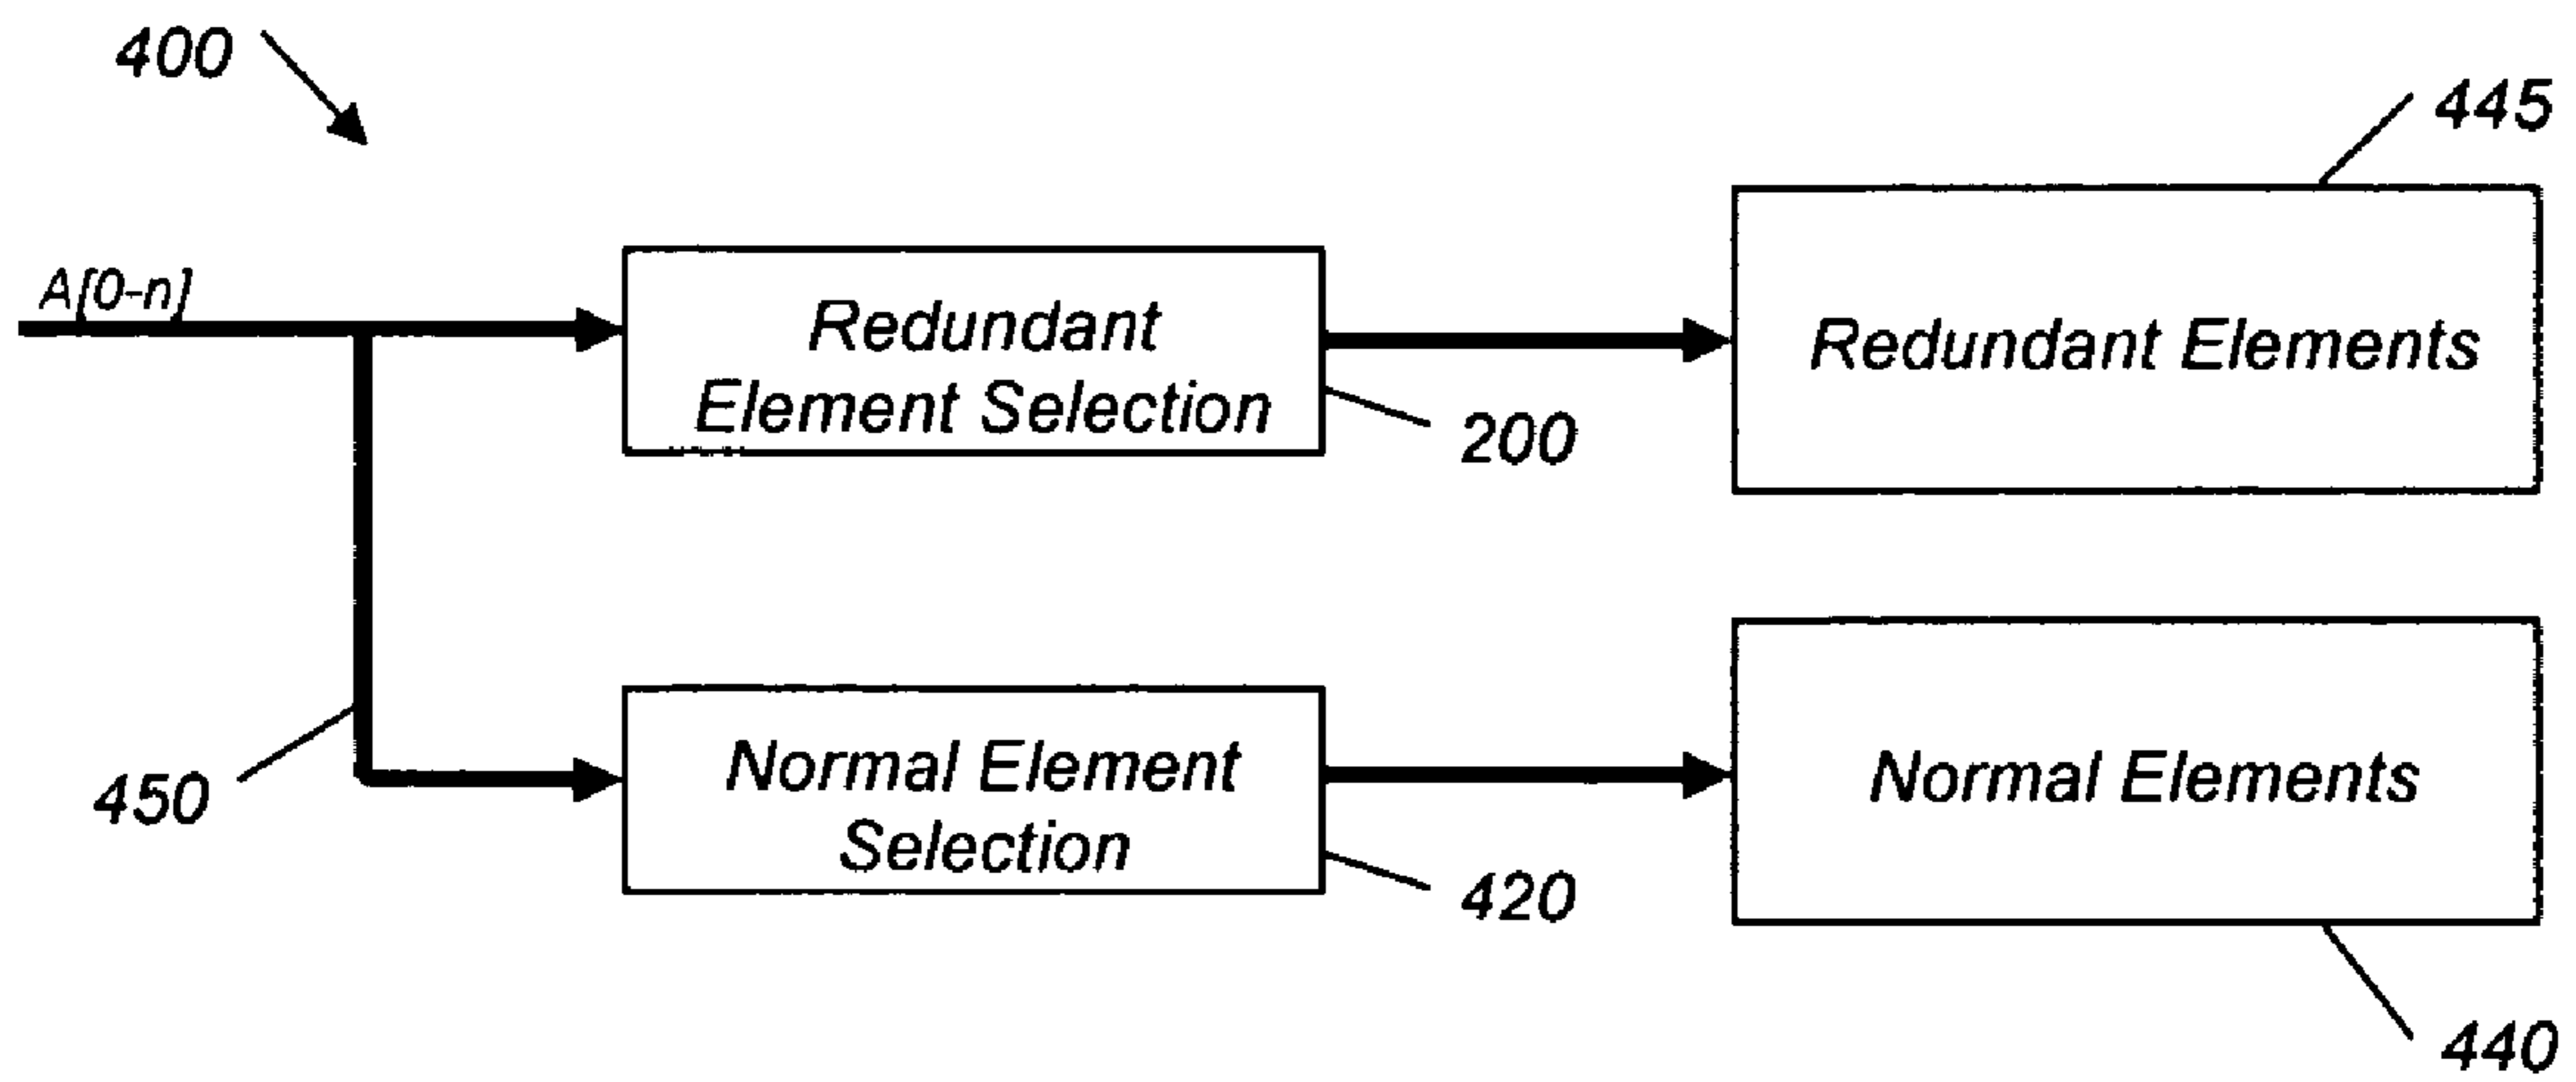 400
445
A[0-n]
Redundant
Element Selection
Redundant Elements
200
450
Normal Element
Selection
Normal Elements
420
440